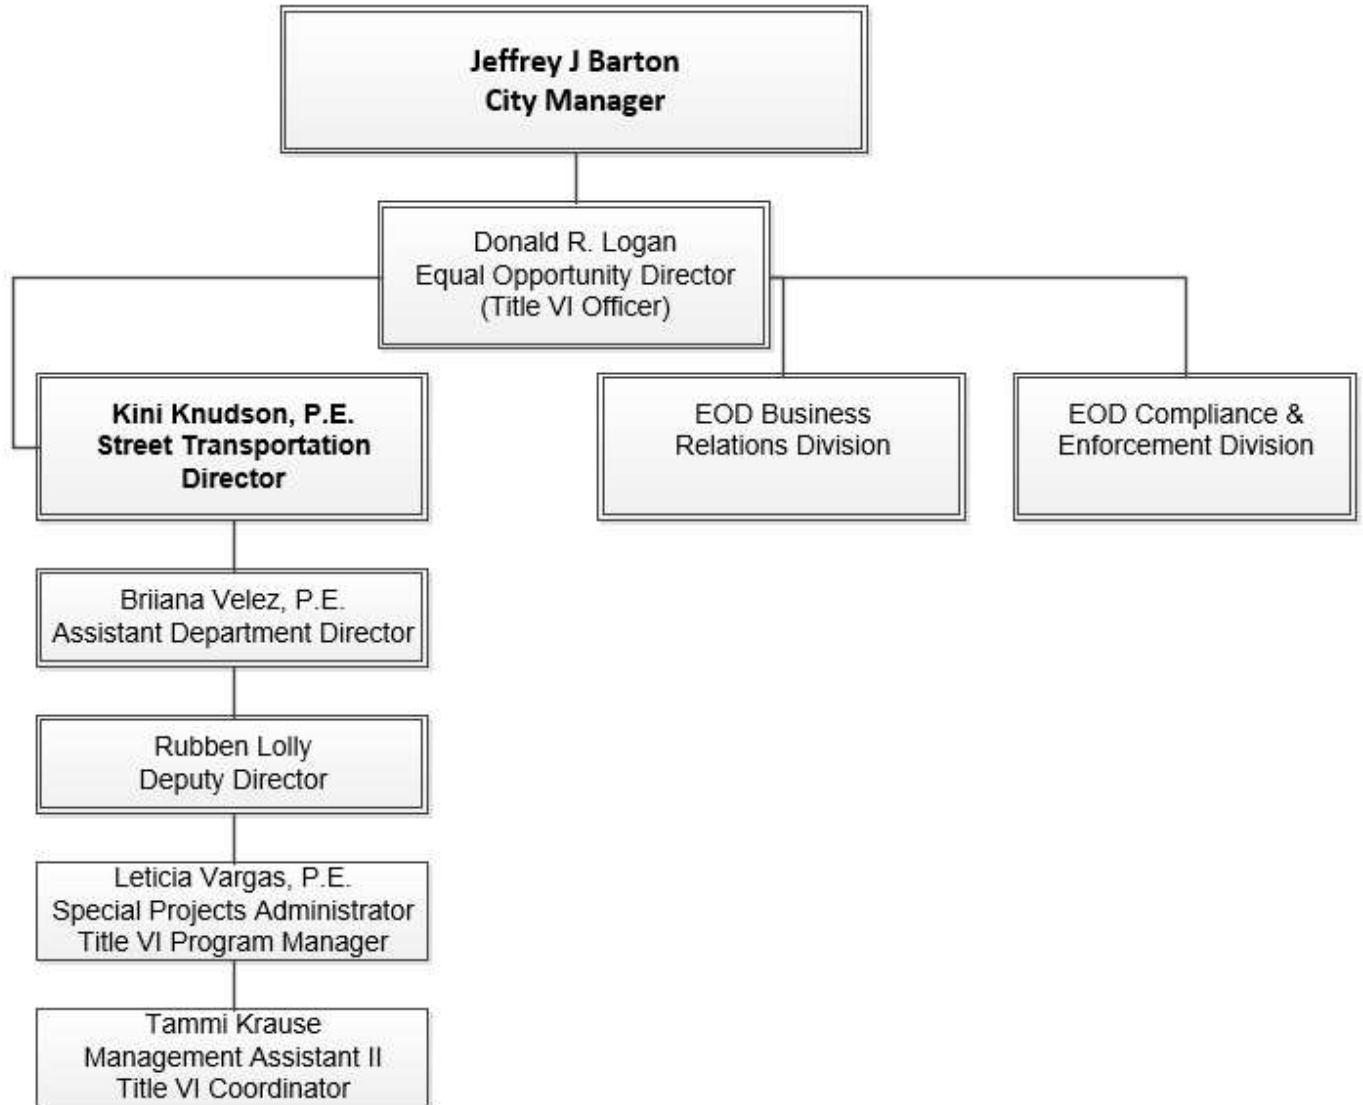 Jeffrey J Barton
City Manager
Donald R. Logan
Equal Opportunity Director
(Title VI Officer)
Kini Knudson, P.E.
Street Transportation
Director
EOD Business
Relations Division
EOD Compliance &
Enforcement Division
Briiana Velez, P.E.
Assistant Department Director
Rubben Lolly
Deputy Director
Leticia Vargas, P.E.
Special Projects Administrator
Title VI Program Manager
Tammi Krause
Management Assistant II
Title VI Coordinator